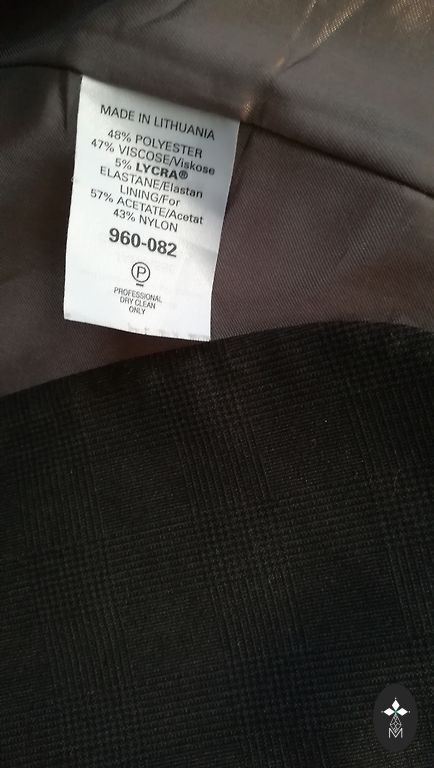 MADE IN LITHUANIA
48% POLYESTER
47% VISCOSE/Viskose
5% LYCRA®
ELASTANE/Elastan
LINING/For
57% ACETATE/Acetat
43% NYLON
960-082
P
PROFESSIONAL
DRY CLEAN
ONLY
M